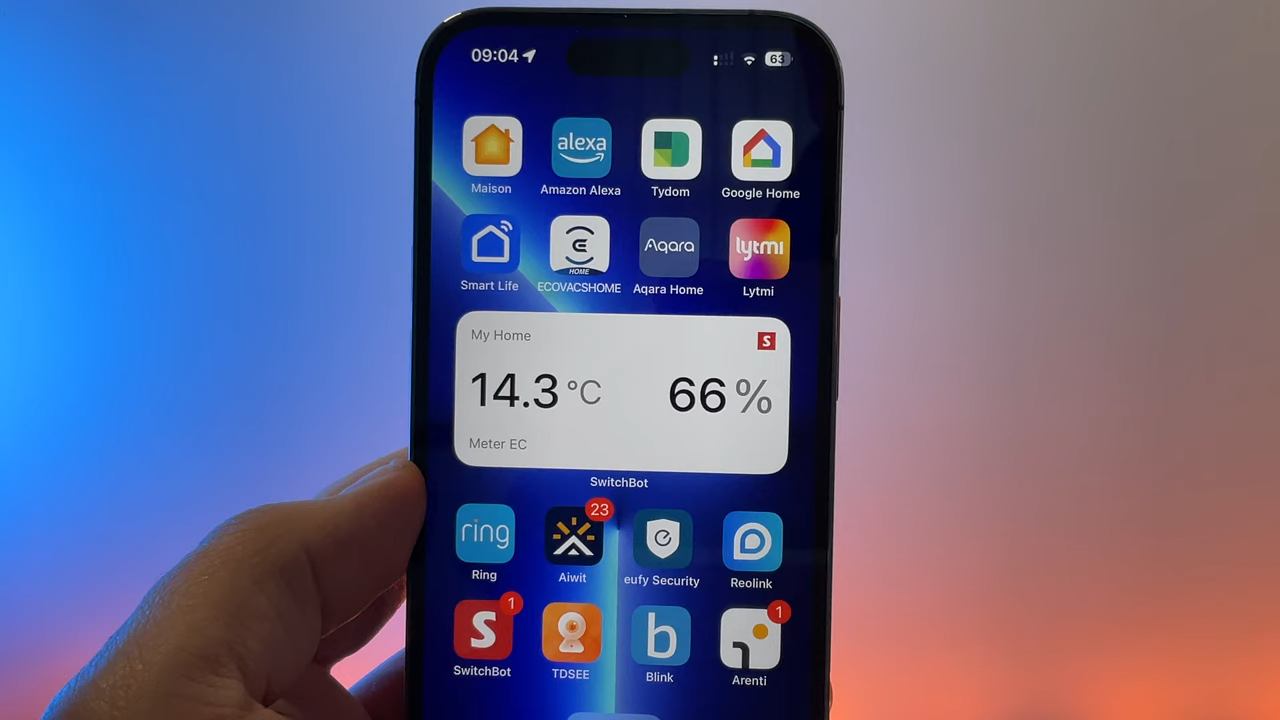 09:04
63
alexa
Maison
Amazon Alexa
Tydom
Google Home
HOME
Aqara
lytmi
Smart Life
ECOVACSHOME
Aqara Home
Lytmi
My Home
S
14.3 °C
66 %
Meter EC
SwitchBot
ring
23
Ring
Aiwit
eufy Security
Reolink
S
1
b
1
SwitchBot
TDSEE
Blink
Arenti